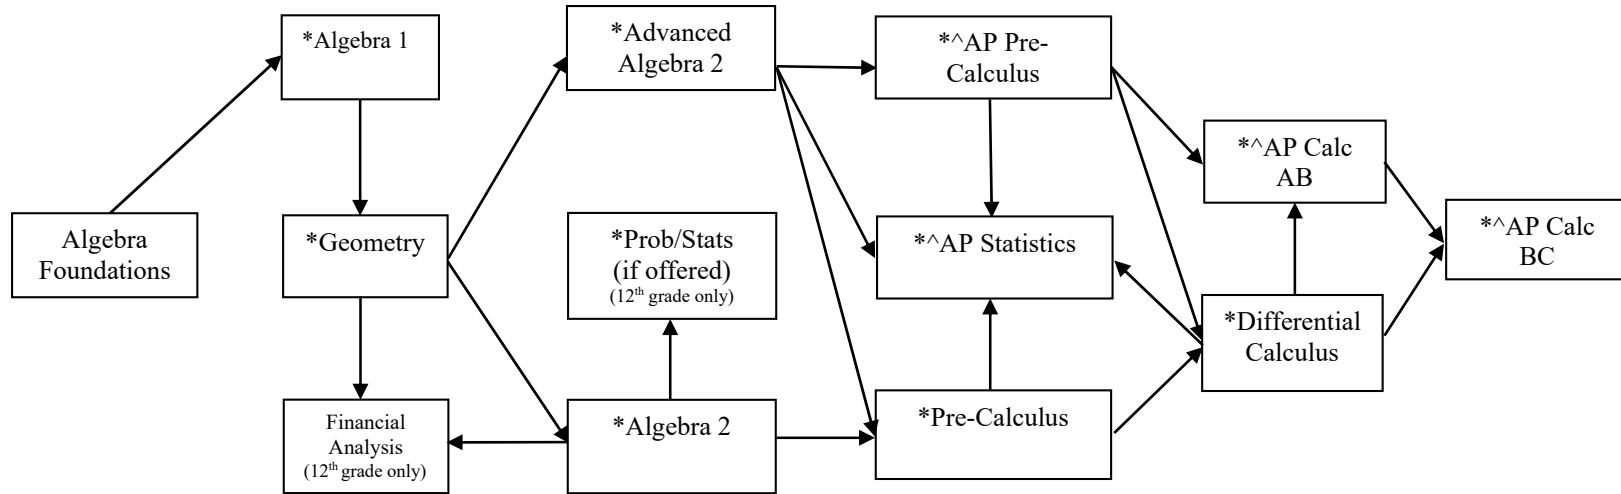 *Algebra 1
*Advanced
Algebra 2
*^AP Pre-
Calculus
*^AP Calc
AB
Algebra
Foundations
*Geometry
*Prob/Stats
(if offered)
(12th grade only)
*^AP Statistics
*^AP Calc
BC
*Differential
Calculus
Financial
Analysis
(12th grade only)
*Algebra 2
*Pre-Calculus